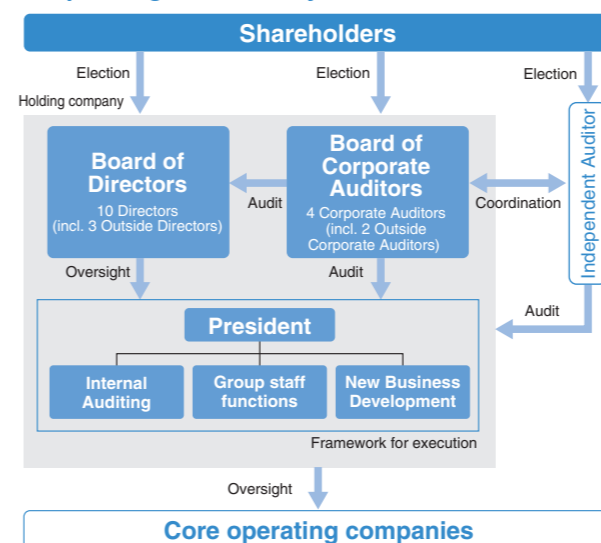 Shareholders
Election
Election
Election
Holding company
Board of
Directors
10 Directors
(incl. 3 Outside Directors)
Audit
Board of
Corporate
Auditors
4 Corporate Auditors
(incl. 2 Outside
Corporate Auditors)
Coordination
Independent Auditor
Oversight
Audit
Audit
President
Internal
Auditing
Group staff
functions
New Business
Development
Framework for execution
Oversight
Core operating companies